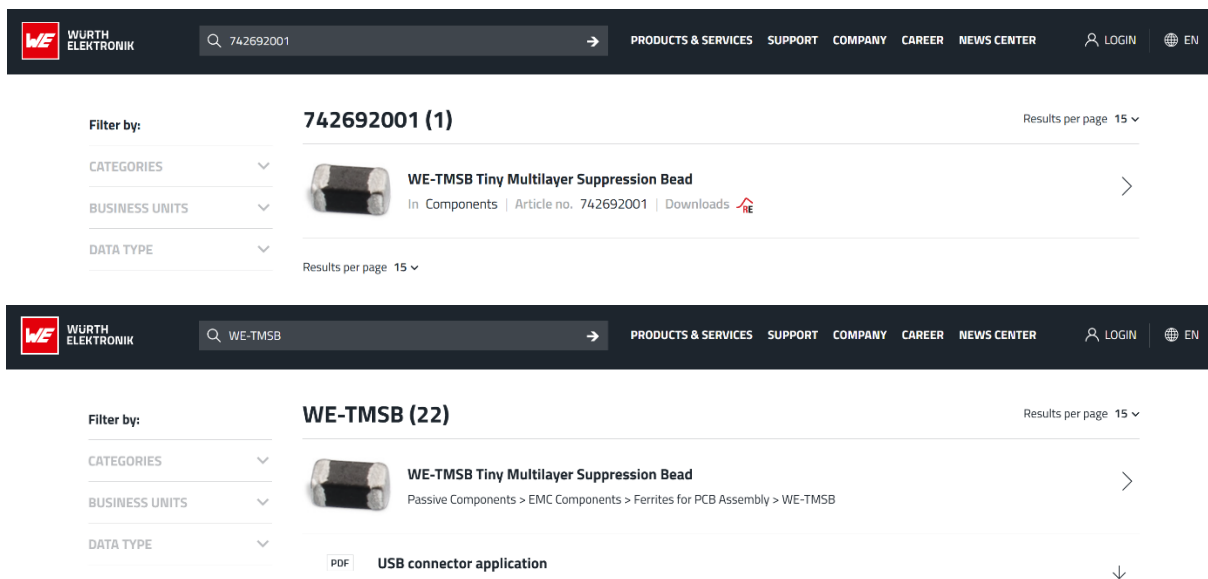 WE WÜRTH ELEKTRONIK 742692001 PRODUCTS & SERVICES SUPPORT COMPANY CAREER NEWS CENTER LOGIN EN
Filter by:
742692001 (1)
Results per page 15
CATEGORIES
BUSINESS UNITS
DATA TYPE
WE-TMSB Tiny Multilayer Suppression Bead
In Components | Article no. 742692001 | Downloads RE
Results per page 15
WE WÜRTH ELEKTRONIK WE-TMSB PRODUCTS & SERVICES SUPPORT COMPANY CAREER NEWS CENTER LOGIN EN
Filter by:
WE-TMSB (22)
Results per page 15
CATEGORIES
BUSINESS UNITS
DATA TYPE
WE-TMSB Tiny Multilayer Suppression Bead
Passive Components > EMC Components > Ferrites for PCB Assembly > WE-TMSB
PDF USB connector application